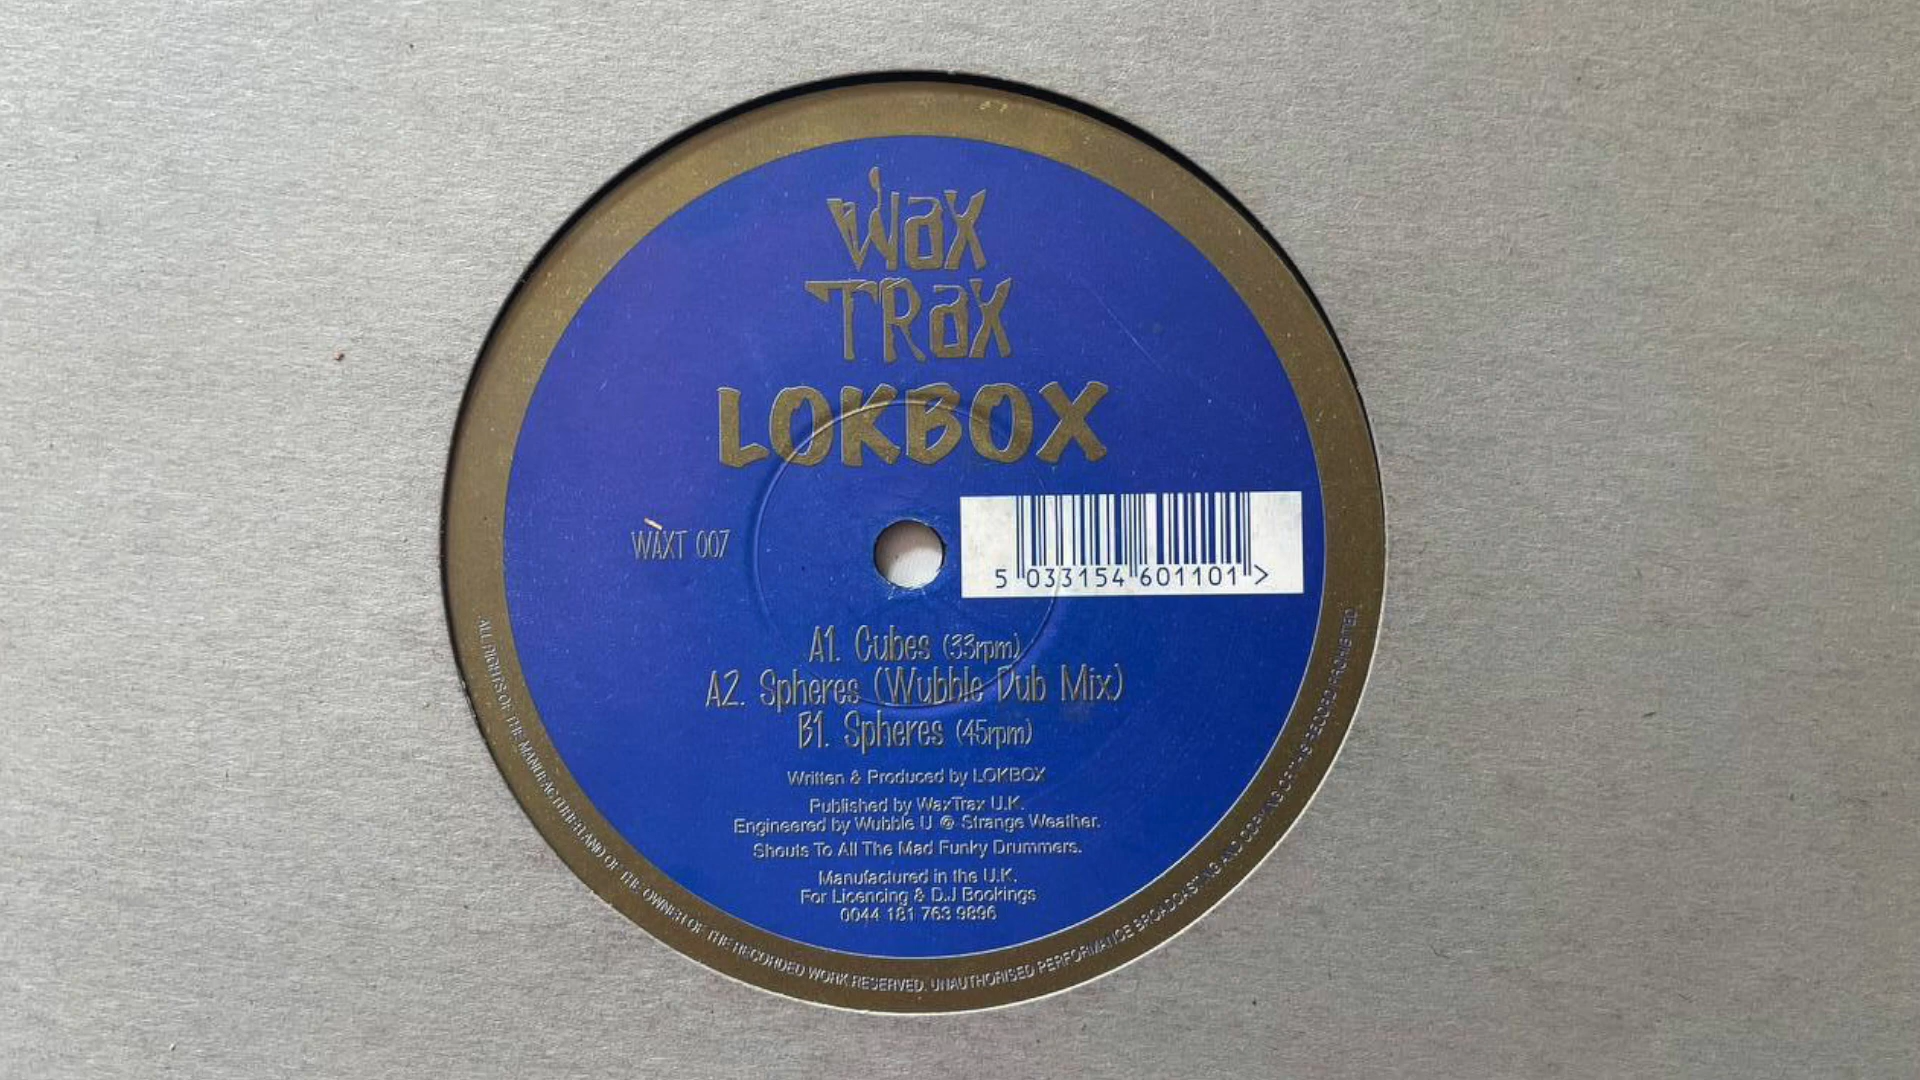 Wax
TRax
LOKBOX
WAXT 007
5 033154 601101 >
A1. Cubes (33rpm)
A2. Spheres (Wubble Dub Mix)
B1. Spheres (45rpm)
Written & Produced by LOKBOX
Published by WaxTrax U.K.
Engineered by Wubble U @ Strange Weather.
Shouts To All The Mad Funky Drummers.
Manufactured in the U.K.
For Licencing & D.J Bookings
0044 181 763 9896
ALL RIGHTS OF THE MANUFACTURER AND OF THE OWNER OF THE RECORDED WORK RESERVED. UNAUTHORISED PERFORMANCE BROADCASTING AND COPYING OF THIS RECORD PROHIBITED.